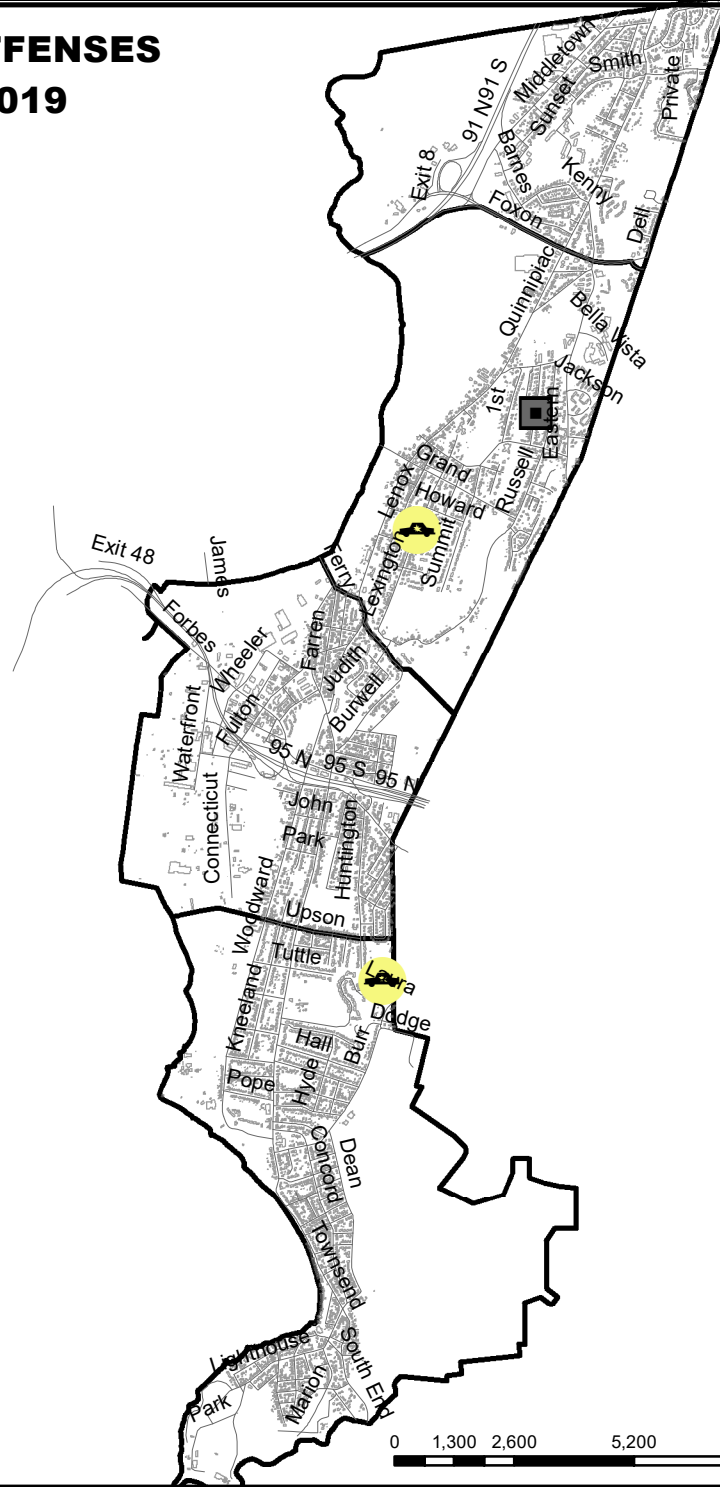 FFENSES
019
Middletown
Smith
Private
91 N
91 S
Sunset
Exit 8
Barnes
Kenny
Foxon
Dell
Quinnipiac
Bella Vista
Jackson
1st
Eastern
Grand
Russell
Lenox
Howard
Summit
Exit 48
James
Terry
Lexington
Forbes
Farren
Wheeler
Judith
Burwell
Fulton
Waterfront
95 N
95 S
95 N
Connecticut
John
Park
Huntington
Woodward
Upson
Tuttle
Laura
Kneeland
Dodge
Hall
Burr
Pope
Hyde
Concord
Dean
Townsend
Lighthouse
South End
Marion
Park
0 1,300 2,600 5,200